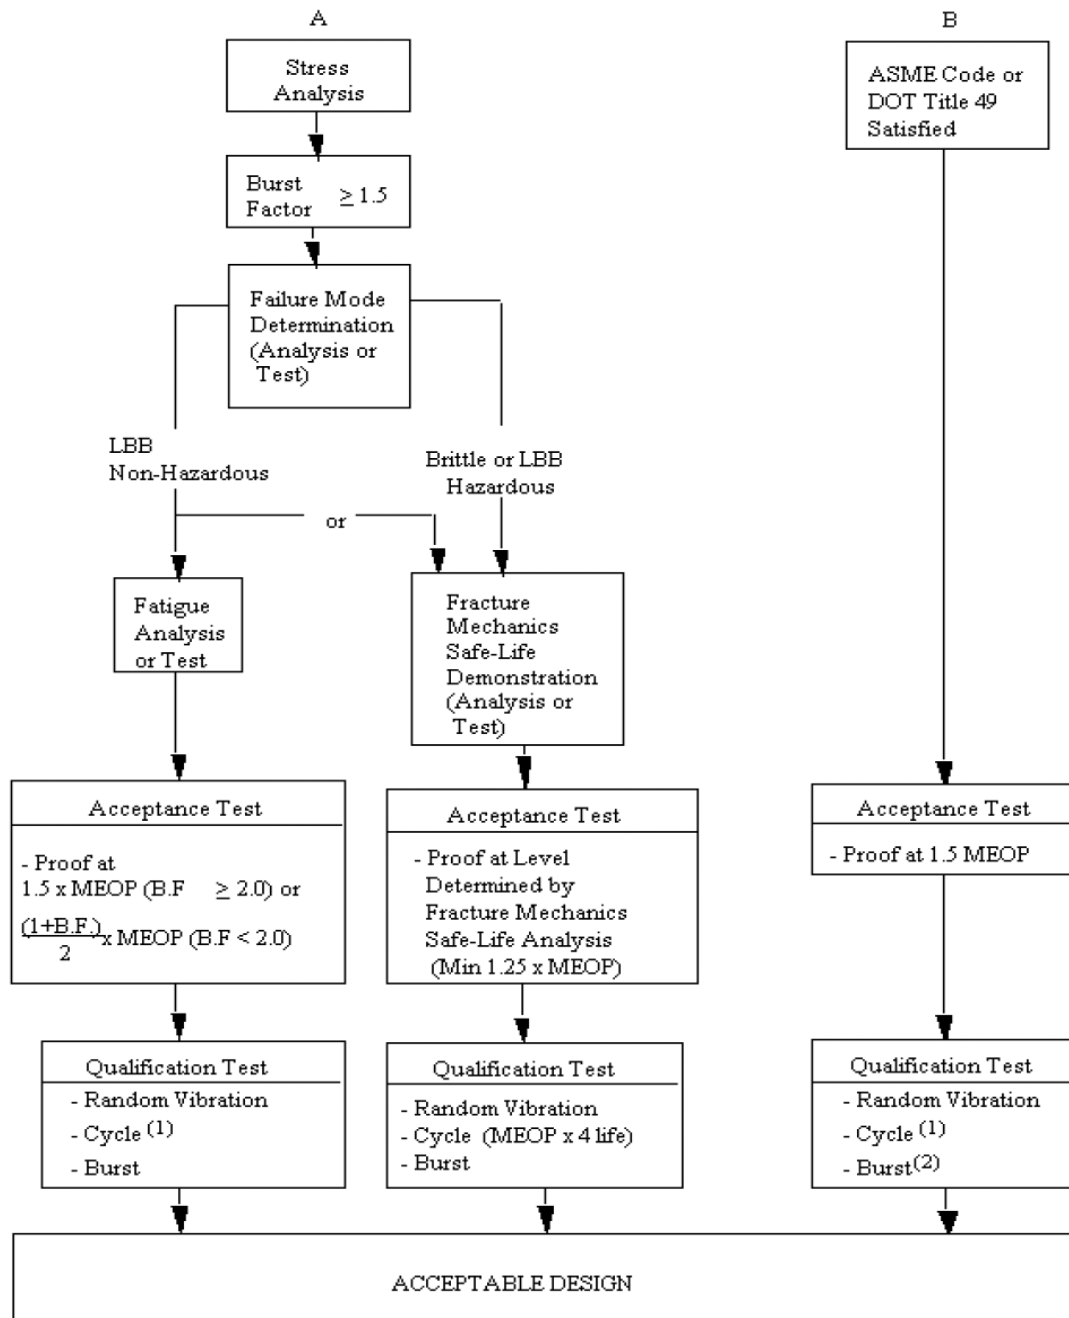 A
B
Stress
Analysis
ASME Code or
DOT Title 49
Satisfied
Burst
Factor ≥ 1.5
Failure Mode
Determination
(Analysis or
Test)
LBB
Non-Hazardous
Brittle or LBB
Hazardous
or
Fatigue
Analysis
or Test
Fracture
Mechanics
Safe-Life
Demonstration
(Analysis or
Test)
Acceptance Test
- Proof at
1.5 x MEOP (B.F ≥ 2.0) or
(1+B.F.)
2
x MEOP (B.F < 2.0)
Acceptance Test
- Proof at Level
Determined by
Fracture Mechanics
Safe-Life Analysis
(Min 1.25 x MEOP)
Acceptance Test
- Proof at 1.5 MEOP
Qualification Test
- Random Vibration
- Cycle (1)
- Burst
Qualification Test
- Random Vibration
- Cycle (MEOP x 4 life)
- Burst
Qualification Test
- Random Vibration
- Cycle (1)
- Burst(2)
ACCEPTABLE DESIGN